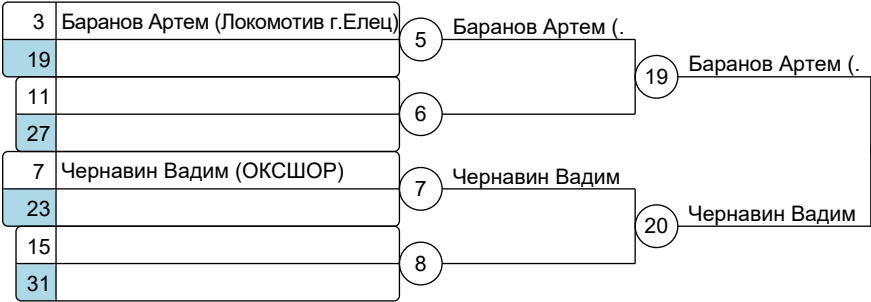 3 Баранов Артем (Локомотив г.Елец)
5 Баранов Артем (.
19
19 Баранов Артем (.
11
6
27
7 Чернавин Вадим (ОКСШОР)
7 Чернавин Вадим
23
20 Чернавин Вадим
15
8
31